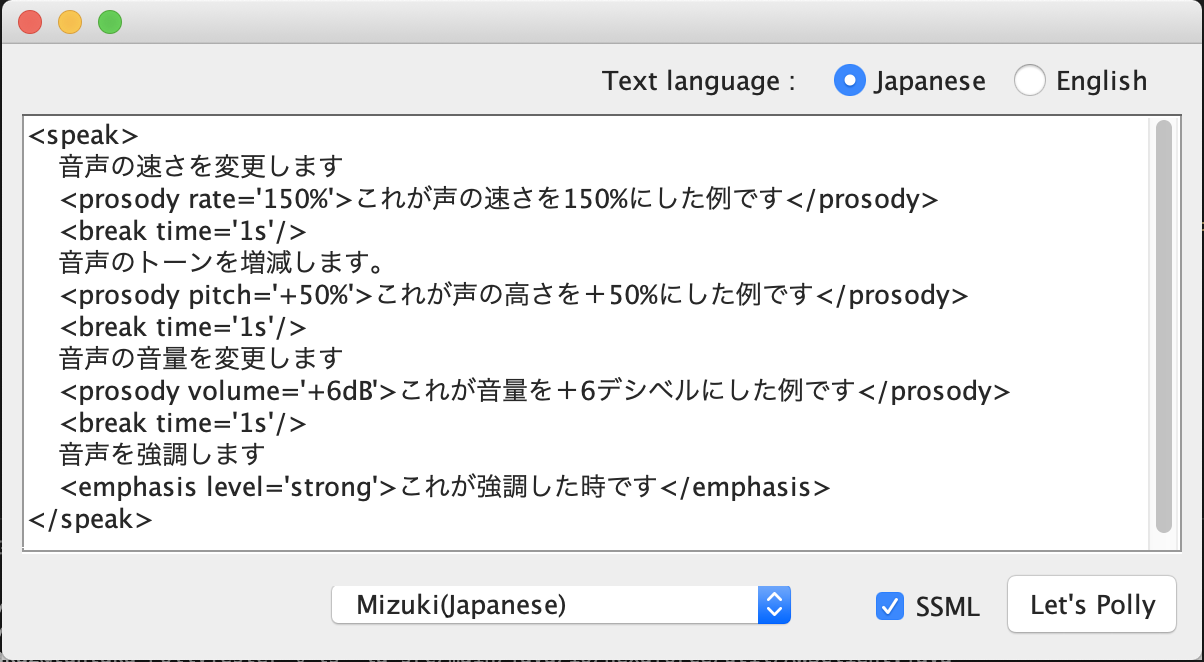 Text language : Japanese English
<speak>
音声の速さを変更します
<prosody rate='150%'>これが声の速さを150%にした例です</prosody>
<break time='1s'/>
音声のトーンを増減します。
<prosody pitch='+50%'>これが声の高さを＋50%にした例です</prosody>
<break time='1s'/>
音声の音量を変更します
<prosody volume='+6dB'>これが音量を＋6デシベルにした例です</prosody>
<break time='1s'/>
音声を強調します
<emphasis level='strong'>これが強調した時です</emphasis>
</speak>
Mizuki(Japanese) SSML Let's Polly